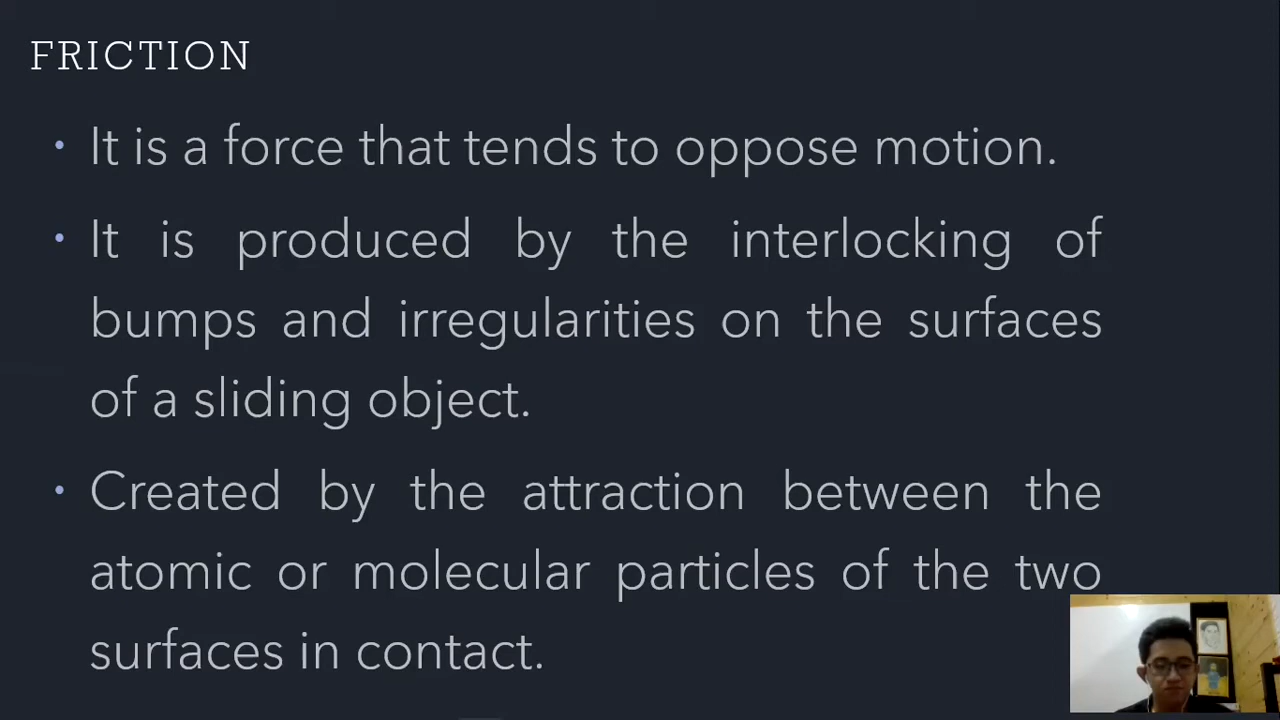 FRICTION
• It is a force that tends to oppose motion.
• It is produced by the interlocking of
bumps and irregularities on the surfaces
of a sliding object.
• Created by the attraction between the
atomic or molecular particles of the two
surfaces in contact.